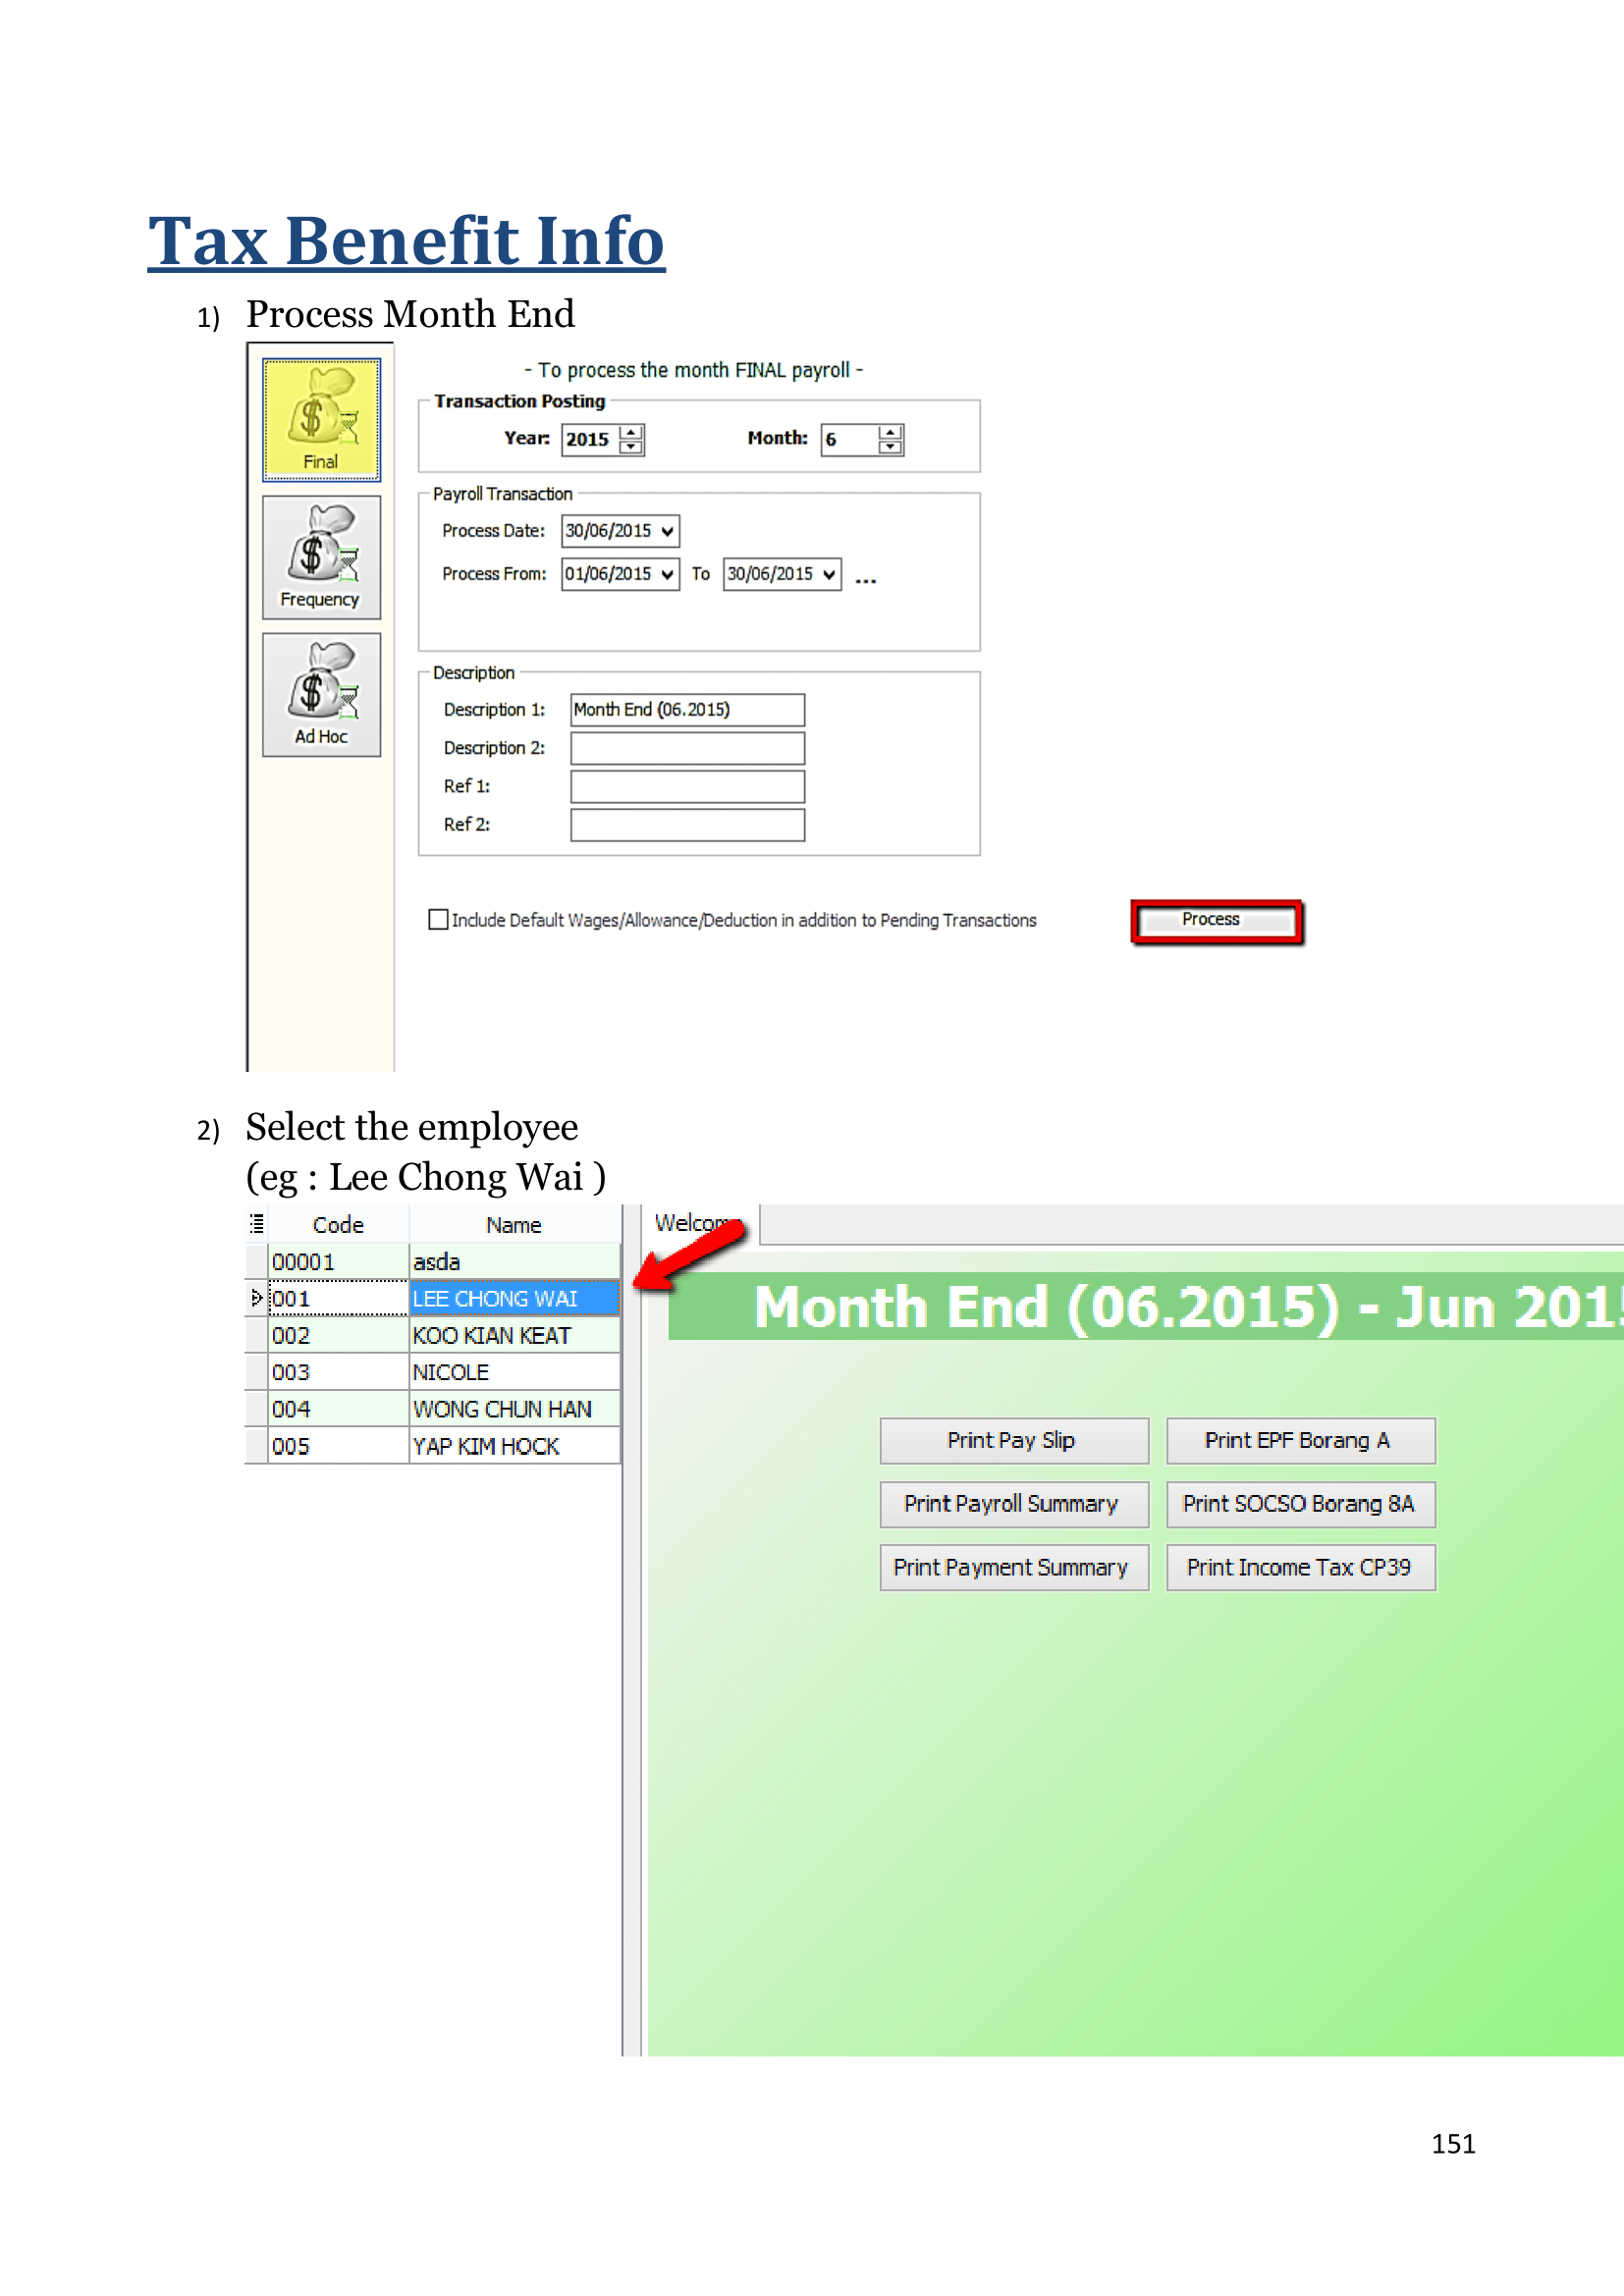 Tax Benefit Info
1) Process Month End
- To process the month FINAL payroll -
Transaction Posting
Year: 2015 Month: 6
Final
Payroll Transaction
Process Date: 30/06/2015
Process From: 01/06/2015 To 30/06/2015 ...
Frequency
Description
Description 1: Month End (06.2015)
Ad Hoc
Description 2:
Ref 1:
Ref 2:
Include Default Wages/Allowance/Deduction in addition to Pending Transactions Process
2) Select the employee
(eg : Lee Chong Wai )
Code Name Welcome
00001 asda
001 LEE CHONG WAI
Month End (06.2015) - Jun 2015
002 KOO KIAN KEAT
003 NICOLE
004 WONG CHUN HAN
005 YAP KIM HOCK
Print Pay Slip Print EPF Borang A
Print Payroll Summary Print SOCSO Borang 8A
Print Payment Summary Print Income Tax CP39
151